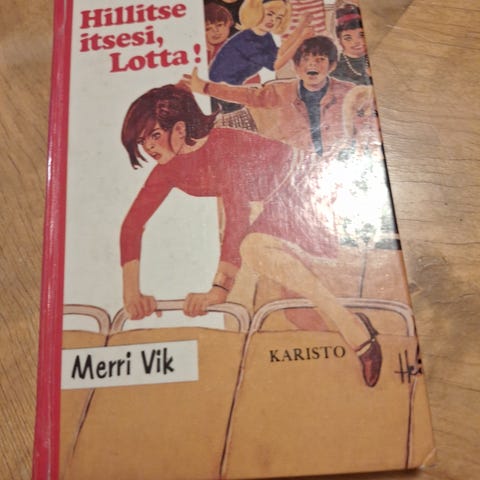 Hillitse
itsesi,
Lotta!
Merri Vik
KARISTO